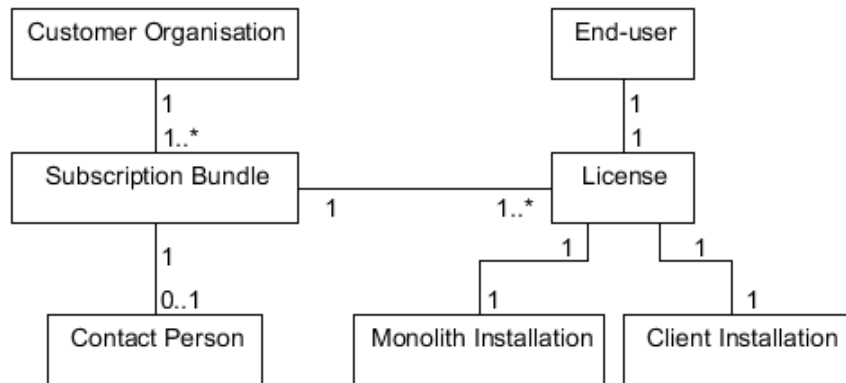 Customer Organisation
End-user
1
1
1..*
1
Subscription Bundle
License
1
1..*
1
1
1
0..1
1
1
Contact Person
Monolith Installation
Client Installation